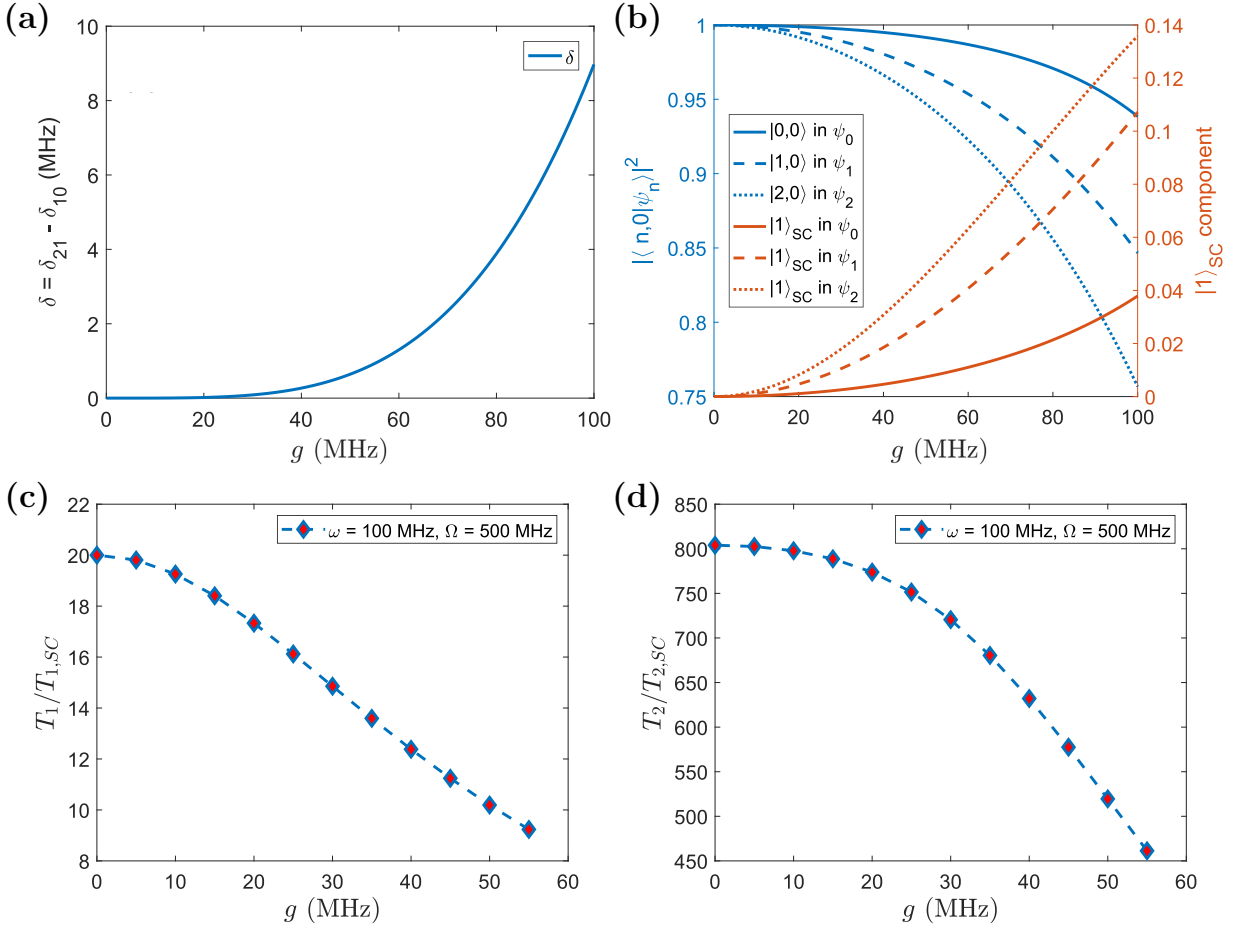 (a)
10
8
6
4
2
0
δ = δ21 - δ10 (MHz)
δ
0 20 40 60 80 100
g (MHz)
(b)
1
0.95
0.9
0.85
0.8
0.75
|⟨ n,0|ψn⟩|²
|0,0⟩ in ψ0
|1,0⟩ in ψ1
|2,0⟩ in ψ2
|1⟩SC in ψ0
|1⟩SC in ψ1
|1⟩SC in ψ2
0.14
0.12
0.1
0.08
0.06
0.04
0.02
0
|1⟩SC component
0 20 40 60 80 100
g (MHz)
(c)
22
20
18
16
14
12
10
8
T1/T1,SC
ω = 100 MHz, Ω = 500 MHz
0 10 20 30 40 50 60
g (MHz)
(d)
850
800
750
700
650
600
550
500
450
T2/T2,SC
ω = 100 MHz, Ω = 500 MHz
0 10 20 30 40 50 60
g (MHz)